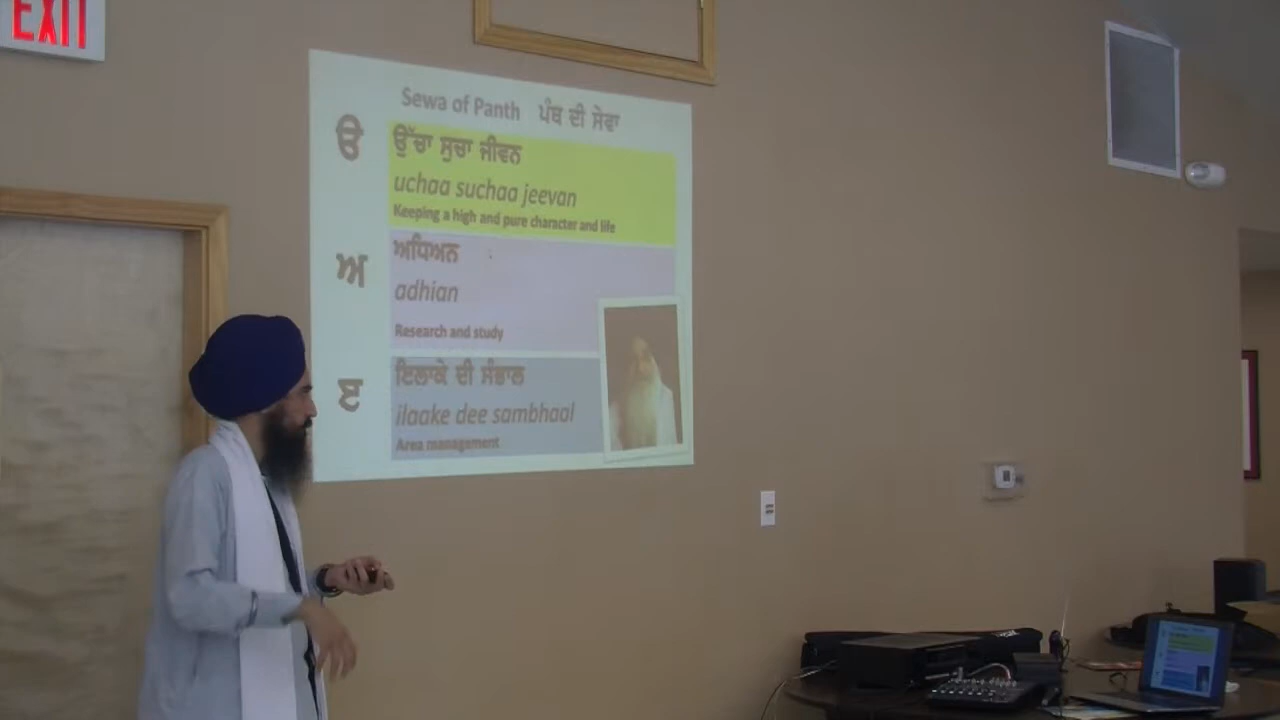 EXIT
Sewa of Panth ਪੰਥ ਦੀ ਸੇਵਾ
ੳ
ਉੱਚਾ ਸੁਚਾ ਜੀਵਨ
uchaa suchaa jeevan
Keeping a high and pure character and life
ਅ
ਅਧਿਅਨ
adhian
Research and study
ੲ
ਇਲਾਕੇ ਦੀ ਸੰਭਾਲ
ilaake dee sambhaal
Area management